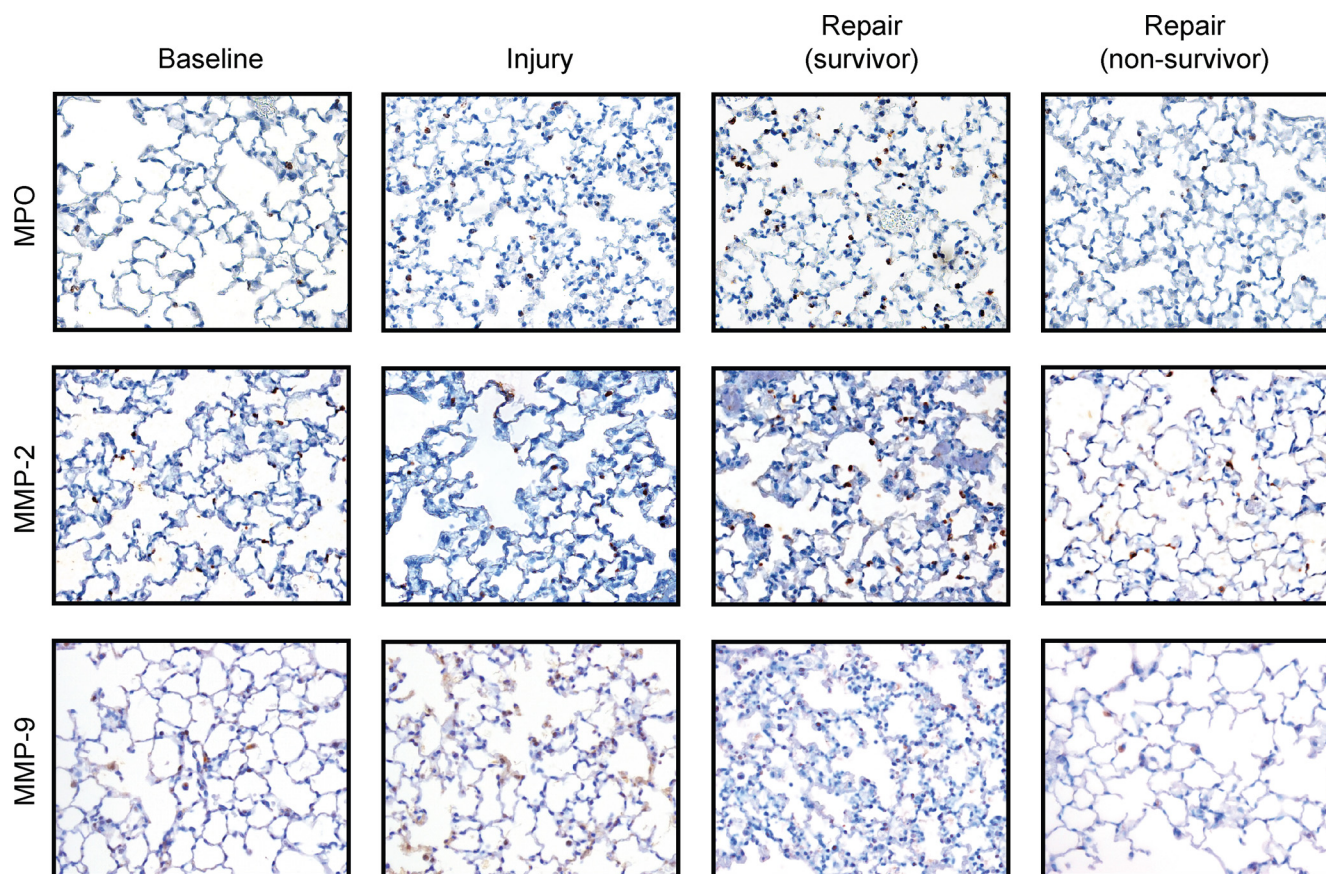 Baseline
Injury
Repair
(survivor)
Repair
(non-survivor)
MPO
MMP-2
MMP-9